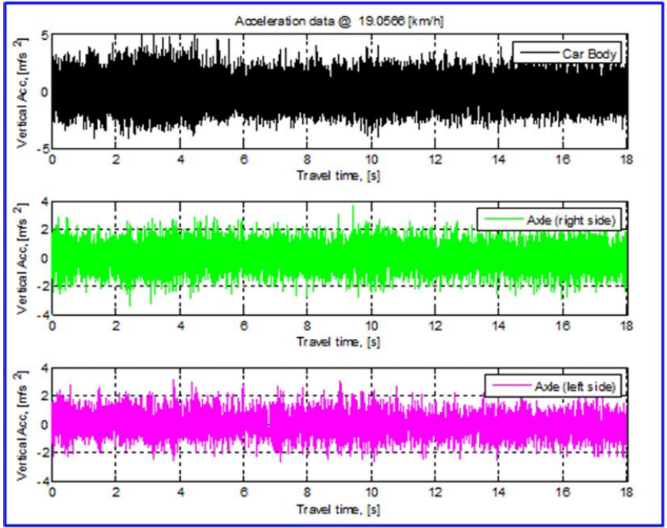 Acceleration data @ 19.0566 [km/h]
Vertical Acc, [m/s 2]
5
0
-5
Car Body
0 2 4 6 8 10 12 14 16 18
Travel time, [s]
Vertical Acc, [m/s 2]
4
2
0
-2
-4
Axle (right side)
0 2 4 6 8 10 12 14 16 18
Travel time, [s]
Vertical Acc, [m/s 2]
4
2
0
-2
-4
Axle (left side)
0 2 4 6 8 10 12 14 16 18
Travel time, [s]